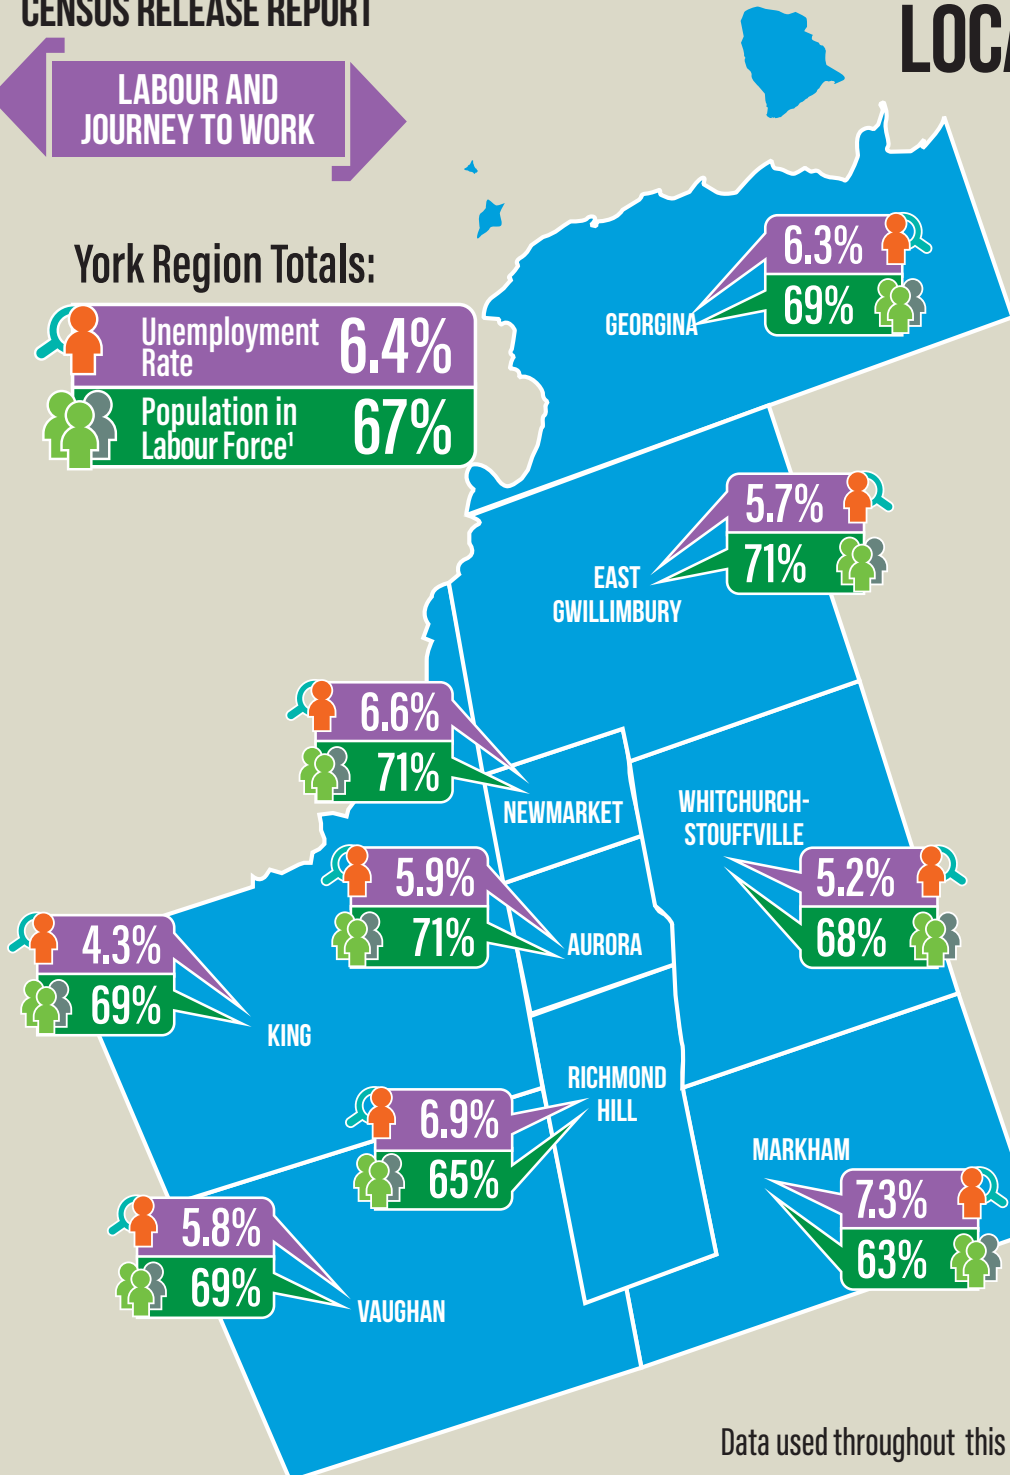 CENSUS RELEASE REPORT
LABOUR AND
JOURNEY TO WORK
York Region Totals:
Unemployment
Rate
6.4%
Population in
Labour Force¹
67%
6.3%
69%
GEORGINA
5.7%
71%
EAST
GWILLIMBURY
6.6%
71%
NEWMARKET
WHITCHURCH-
STOUFFVILLE
5.2%
68%
5.9%
71%
AURORA
4.3%
69%
KING
RICHMOND
HILL
6.9%
65%
MARKHAM
7.3%
63%
5.8%
69%
VAUGHAN
Data used throughout this